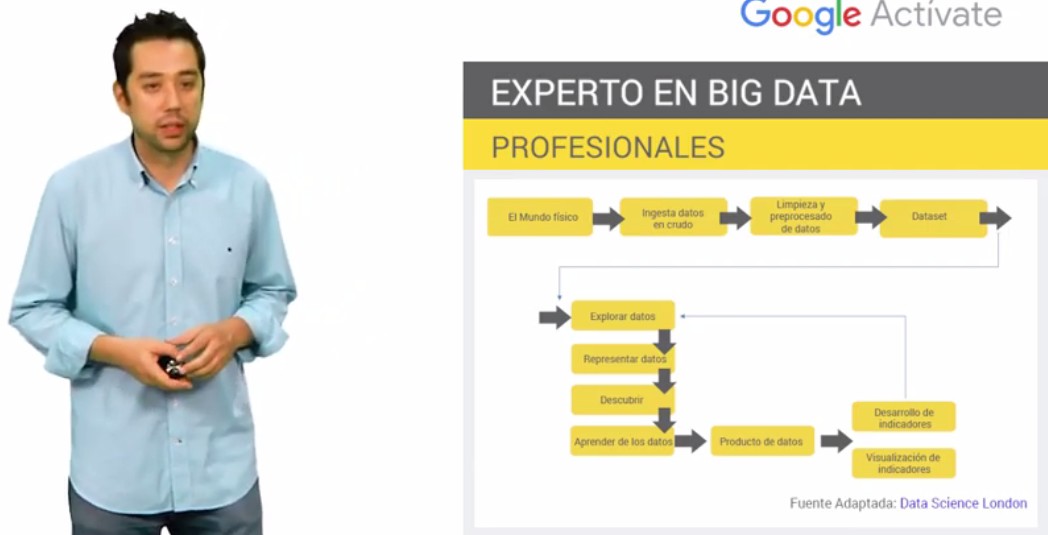 Google Actívate
EXPERTO EN BIG DATA
PROFESIONALES
El Mundo físico
Ingesta datos
en crudo
Limpieza y
preprocesado
de datos
Dataset
Explorar datos
Representar datos
Descubrir
Aprender de los datos
Producto de datos
Desarrollo de
indicadores
Visualización de
indicadores
Fuente Adaptada: Data Science London